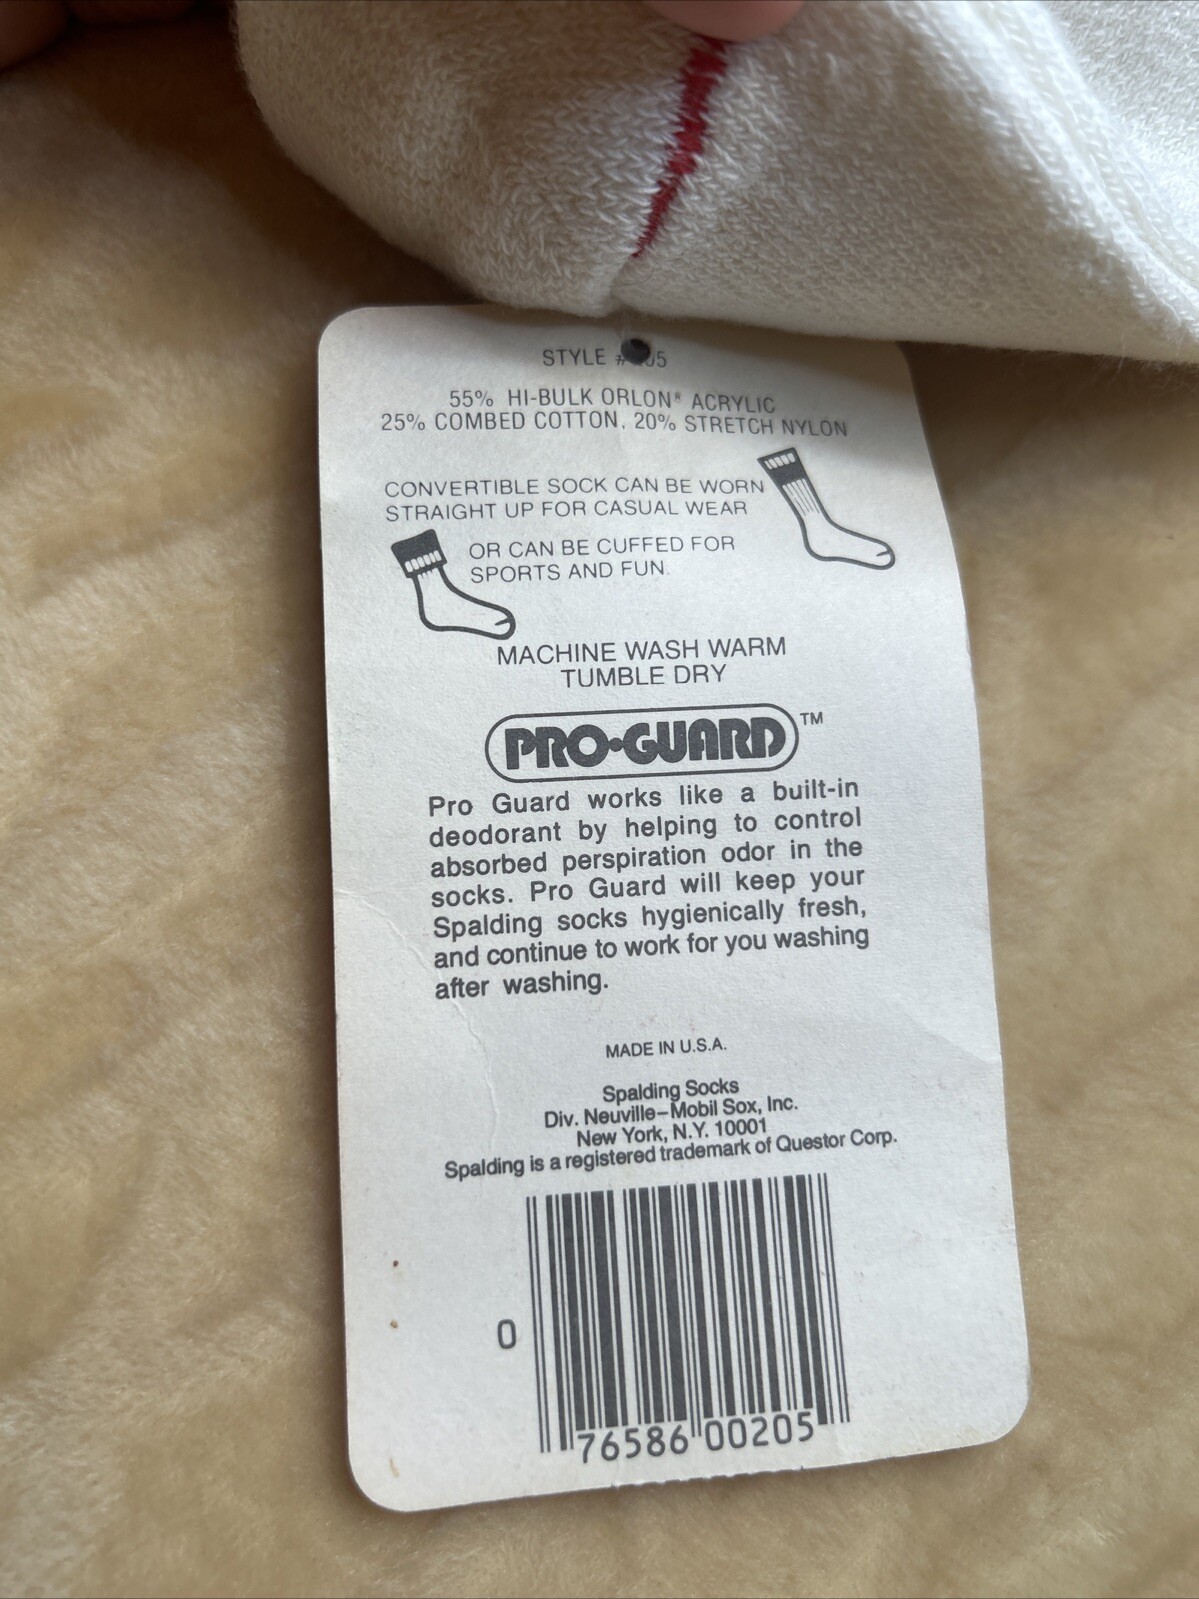 STYLE #
55% HI-BULK ORLON® ACRYLIC
25% COMBED COTTON, 20% STRETCH NYLON
CONVERTIBLE SOCK CAN BE WORN
STRAIGHT UP FOR CASUAL WEAR
OR CAN BE CUFFED FOR
SPORTS AND FUN.
MACHINE WASH WARM
TUMBLE DRY
PRO•GUARD™
Pro Guard works like a built-in
deodorant by helping to control
absorbed perspiration odor in the
socks. Pro Guard will keep your
Spalding socks hygienically fresh,
and continue to work for you washing
after washing.
MADE IN U.S.A.
Spalding Socks
Div. Neuville–Mobil Sox, Inc.
New York, N.Y. 10001
Spalding is a registered trademark of Questor Corp.
0 76586 00205